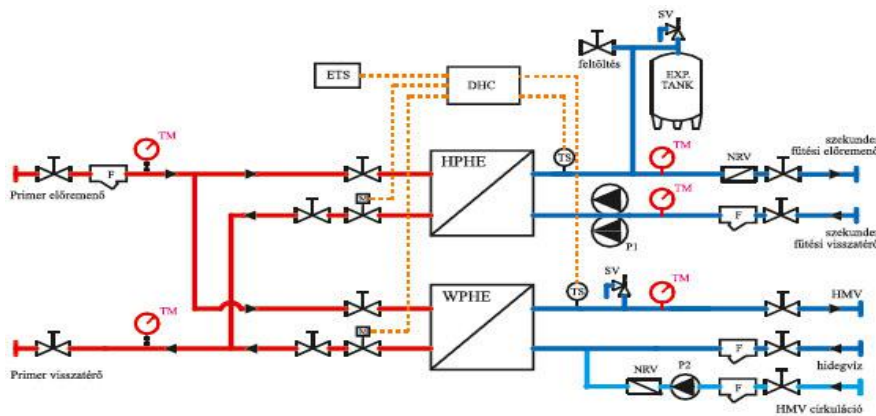 SV
feltöltés
EXP.
TANK
ETS
DHC
TM
F
Primer előremenő
HPHE
TS
TM
NRV
szekunder
fűtési előremenő
M
TM
F
P1
szekunder
fűtési visszatérő
SV
WPHE
TS
TM
HMV
TM
M
F
Primer visszatérő
hidegvíz
NRV
P2
F
HMV cirkuláció